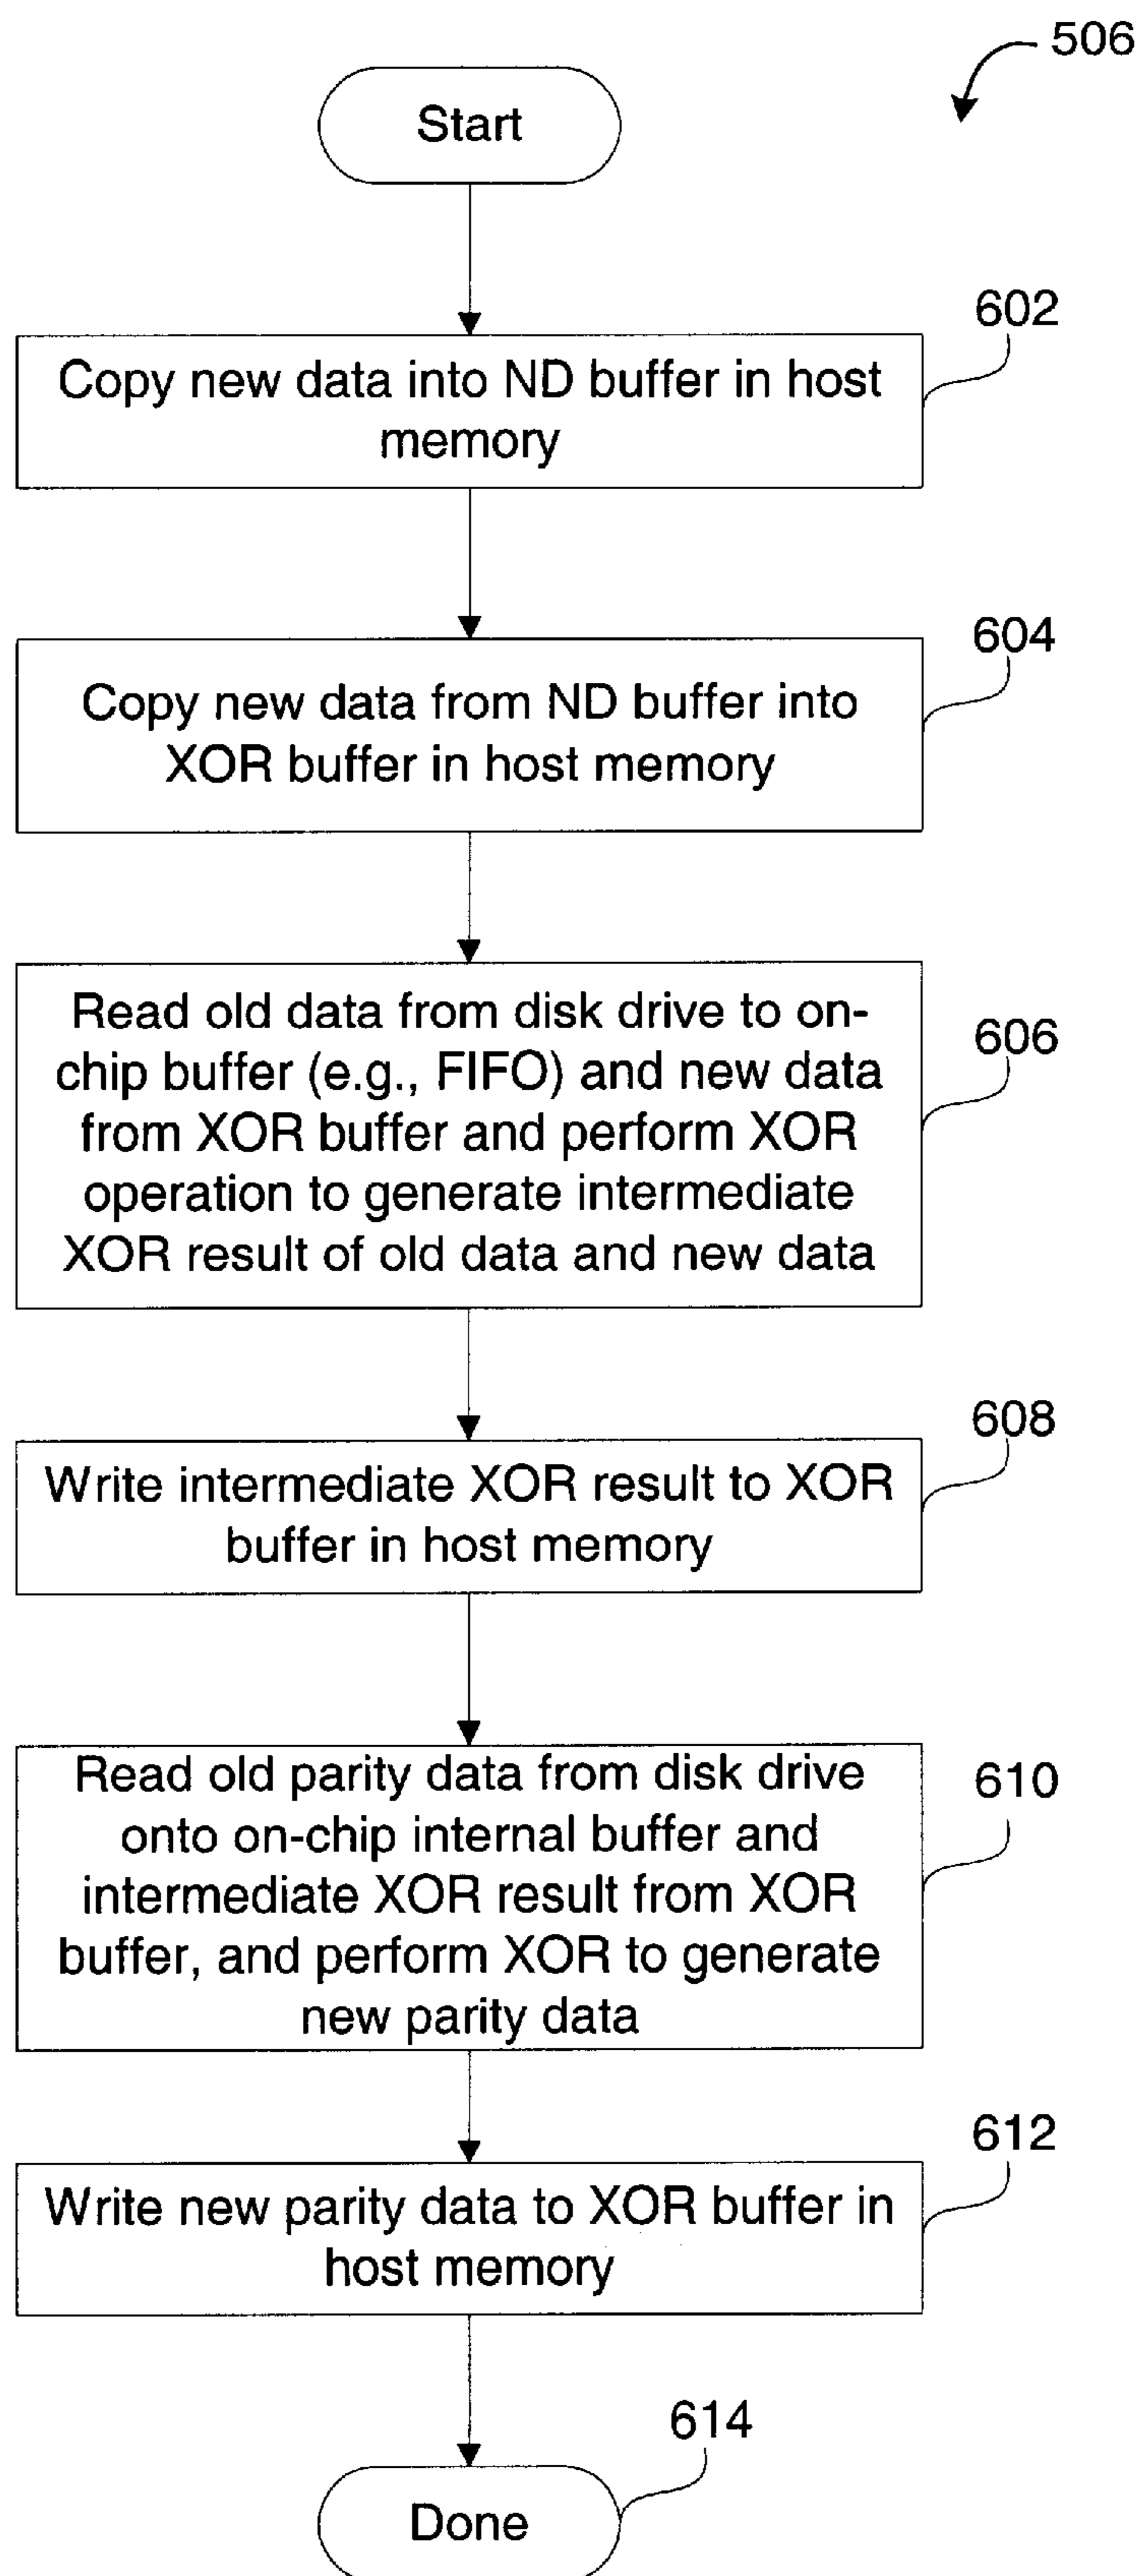 506
Start
602
Copy new data into ND buffer in host
memory
604
Copy new data from ND buffer into
XOR buffer in host memory
606
Read old data from disk drive to on-
chip buffer (e.g., FIFO) and new data
from XOR buffer and perform XOR
operation to generate intermediate
XOR result of old data and new data
608
Write intermediate XOR result to XOR
buffer in host memory
610
Read old parity data from disk drive
onto on-chip internal buffer and
intermediate XOR result from XOR
buffer, and perform XOR to generate
new parity data
612
Write new parity data to XOR buffer in
host memory
614
Done